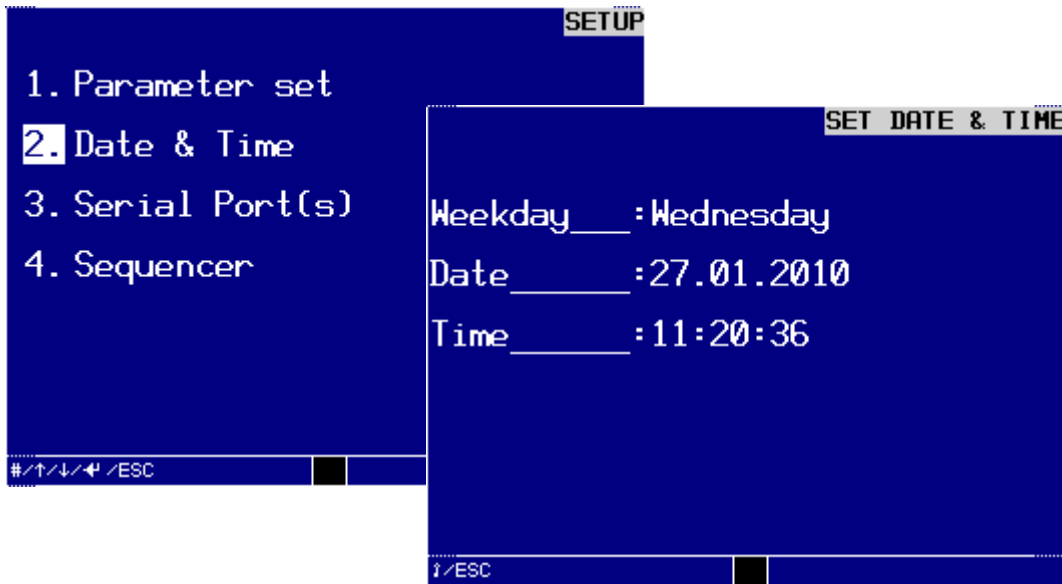 SETUP
1. Parameter set
2. Date & Time
3. Serial Port(s)
4. Sequencer
#/↑/↓/↵ /ESC
SET DATE & TIME
Weekday___:Wednesday
Date______:27.01.2010
Time______:11:20:36
↕/ESC